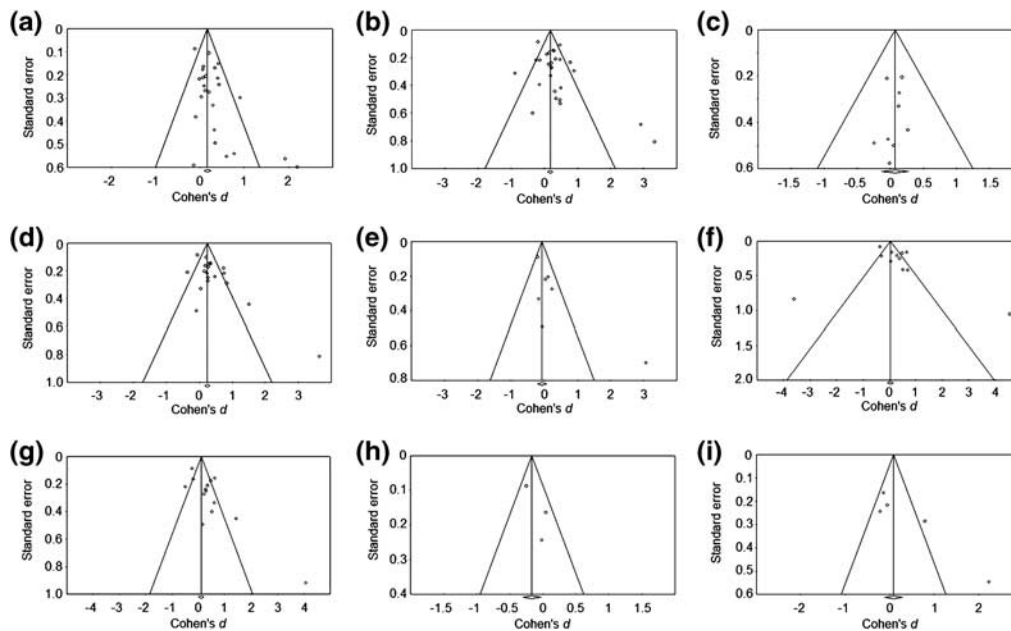 (a)
Standard error
0
0.1
0.2
0.3
0.4
0.5
0.6
-2 -1 0 1 2 3
Cohen's d
(b)
Standard error
0
0.2
0.4
0.6
0.8
1.0
-3 -2 -1 0 1 2 3
Cohen's d
(c)
Standard error
0
0.2
0.4
0.6
-1.5 -1 -0.5 0 0.5 1 1.5
Cohen's d
(d)
Standard error
0
0.2
0.4
0.6
0.8
1.0
-3 -2 -1 0 1 2 3
Cohen's d
(e)
Standard error
0
0.2
0.4
0.6
0.8
-3 -2 -1 0 1 2 3
Cohen's d
(f)
Standard error
0
0.5
1.0
1.5
2.0
-4 -3 -2 -1 0 1 2 3 4
Cohen's d
(g)
Standard error
0
0.2
0.4
0.6
0.8
1.0
-4 -3 -2 -1 0 1 2 3 4
Cohen's d
(h)
Standard error
0
0.1
0.2
0.3
0.4
-1.5 -1 -0.5 0 0.5 1 1.5
Cohen's d
(i)
Standard error
0
0.1
0.2
0.3
0.4
0.5
0.6
-2 -1 0 1 2
Cohen's d